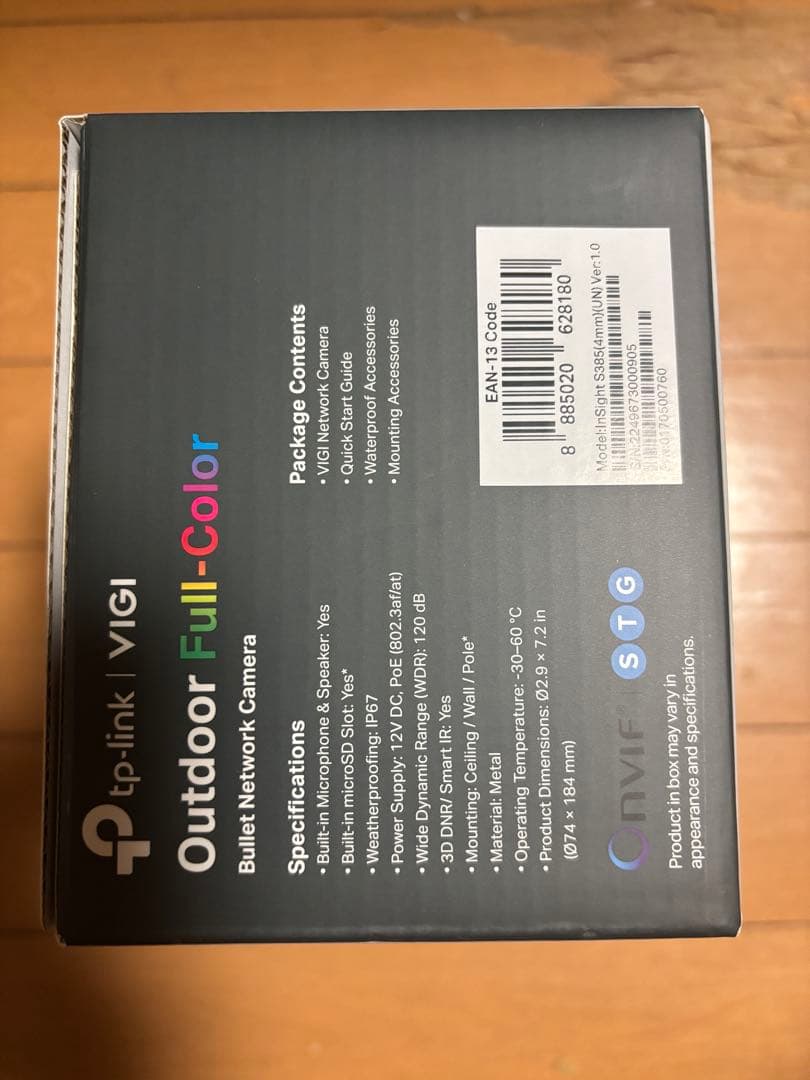 tp-link | VIGI
Outdoor Full-Color
Bullet Network Camera
Specifications
• Built-in Microphone & Speaker: Yes
• Built-in microSD Slot: Yes*
• Weatherproofing: IP67
• Power Supply: 12V DC, PoE (802.3af/at)
• Wide Dynamic Range (WDR): 120 dB
• 3D DNR/ Smart IR: Yes
• Mounting: Ceiling / Wall / Pole*
• Material: Metal
• Operating Temperature: -30–60 °C
• Product Dimensions: Ø2.9 × 7.2 in
(Ø74 × 184 mm)
Package Contents
• VIGI Network Camera
• Quick Start Guide
• Waterproof Accessories
• Mounting Accessories
EAN-13 Code
8 885020 628180
Model:InSight S385(4mm)(UN) Ver:1.0
S/N:2249673000905
P/N:0170500760
ONVIF® | S T G
Product in box may vary in
appearance and specifications.